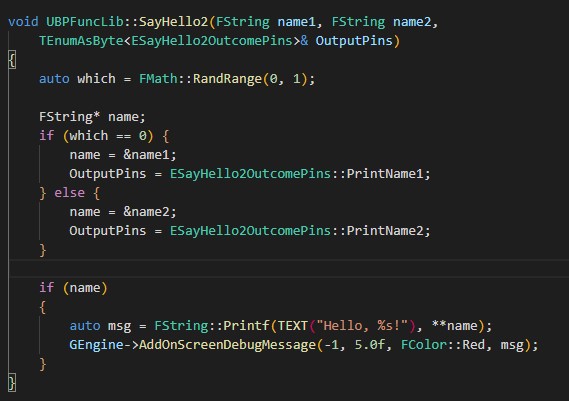 void UBPFuncLib::SayHello2(FString name1, FString name2,
    TEnumAsByte<ESayHello2OutcomePins>& OutputPins)
{
    auto which = FMath::RandRange(0, 1);

    FString* name;
    if (which == 0) {
        name = &name1;
        OutputPins = ESayHello2OutcomePins::PrintName1;
    } else {
        name = &name2;
        OutputPins = ESayHello2OutcomePins::PrintName2;
    }

    if (name)
    {
        auto msg = FString::Printf(TEXT("Hello, %s!"), **name);
        GEngine->AddOnScreenDebugMessage(-1, 5.0f, FColor::Red, msg);
    }
}